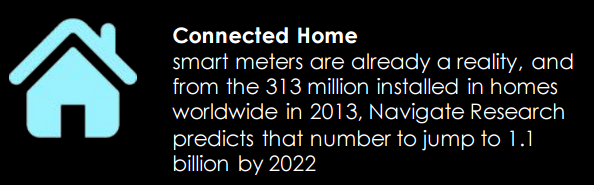 Connected Home
smart meters are already a reality, and
from the 313 million installed in homes
worldwide in 2013, Navigate Research
predicts that number to jump to 1.1
billion by 2022